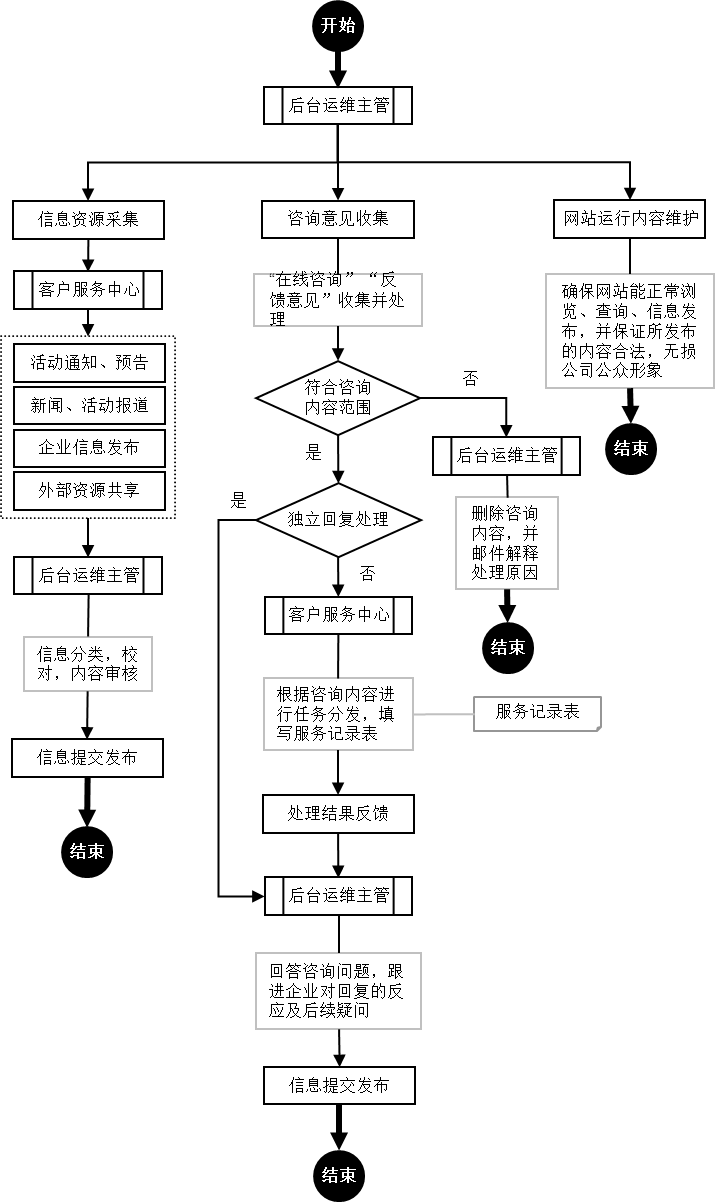 开始
后台运维主管
信息资源采集
客户服务中心
活动通知、预告
新闻、活动报道
企业信息发布
外部资源共享
后台运维主管
信息分类，校
对，内容审核
信息提交发布
结束
咨询意见收集
“在线咨询”“反
馈意见”收集并处
理
符合咨询
内容范围
否
是
后台运维主管
删除咨询
内容，并
邮件解释
处理原因
结束
独立回复处理
是
否
客户服务中心
根据咨询内容进
行任务分发，填
写服务记录表
服务记录表
处理结果反馈
后台运维主管
回答咨询问题，跟
进企业对回复的反
应及后续疑问
信息提交发布
结束
网站运行内容维护
确保网站能正常浏
览、查询、信息发
布，并保证所发布
的内容合法，无损
公司公众形象
结束